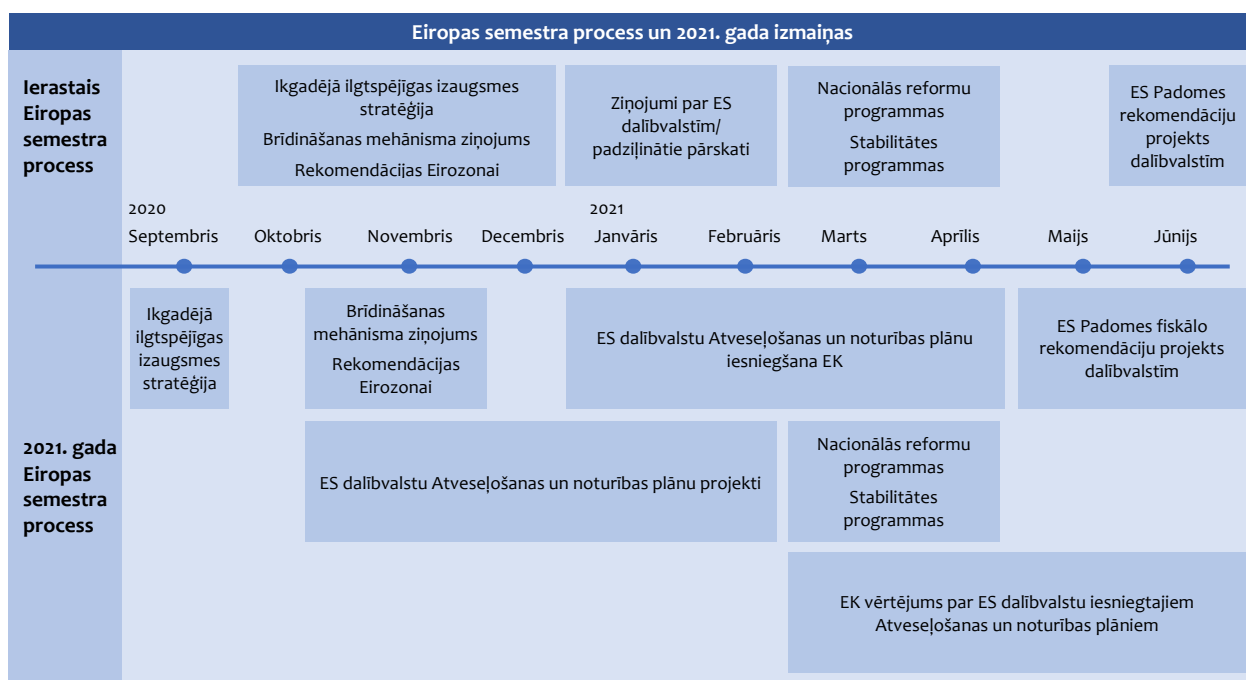 Eiropas semestra process un 2021. gada izmaiņas
Ierastais
Eiropas
semestra
process
Ikgadējā ilgtspējīgas izaugsmes
stratēģija
Brīdināšanas mehānisma ziņojums
Rekomendācijas Eirozonai
Ziņojumi par ES
dalībvalstīm/
padziļinātie pārskati
Nacionālās reformu
programmas
Stabilitātes
programmas
ES Padomes
rekomendāciju
projekts
dalībvalstīm
2020
2021
Septembris
Oktobris
Novembris
Decembris
Janvāris
Februāris
Marts
Aprīlis
Maijs
Jūnijs
2021. gada
Eiropas
semestra
process
Ikgadējā
ilgtspējīgas
izaugsmes
stratēģija
Brīdināšanas
mehānisma ziņojums
Rekomendācijas
Eirozonai
ES dalībvalstu Atveseļošanas un noturības plānu
iesniegšana EK
ES Padomes fiskālo
rekomendāciju projekts
dalībvalstīm
ES dalībvalstu Atveseļošanas un noturības plānu projekti
Nacionālās reformu
programmas
Stabilitātes
programmas
EK vērtējums par ES dalībvalstu iesniegtajiem
Atveseļošanas un noturības plāniem